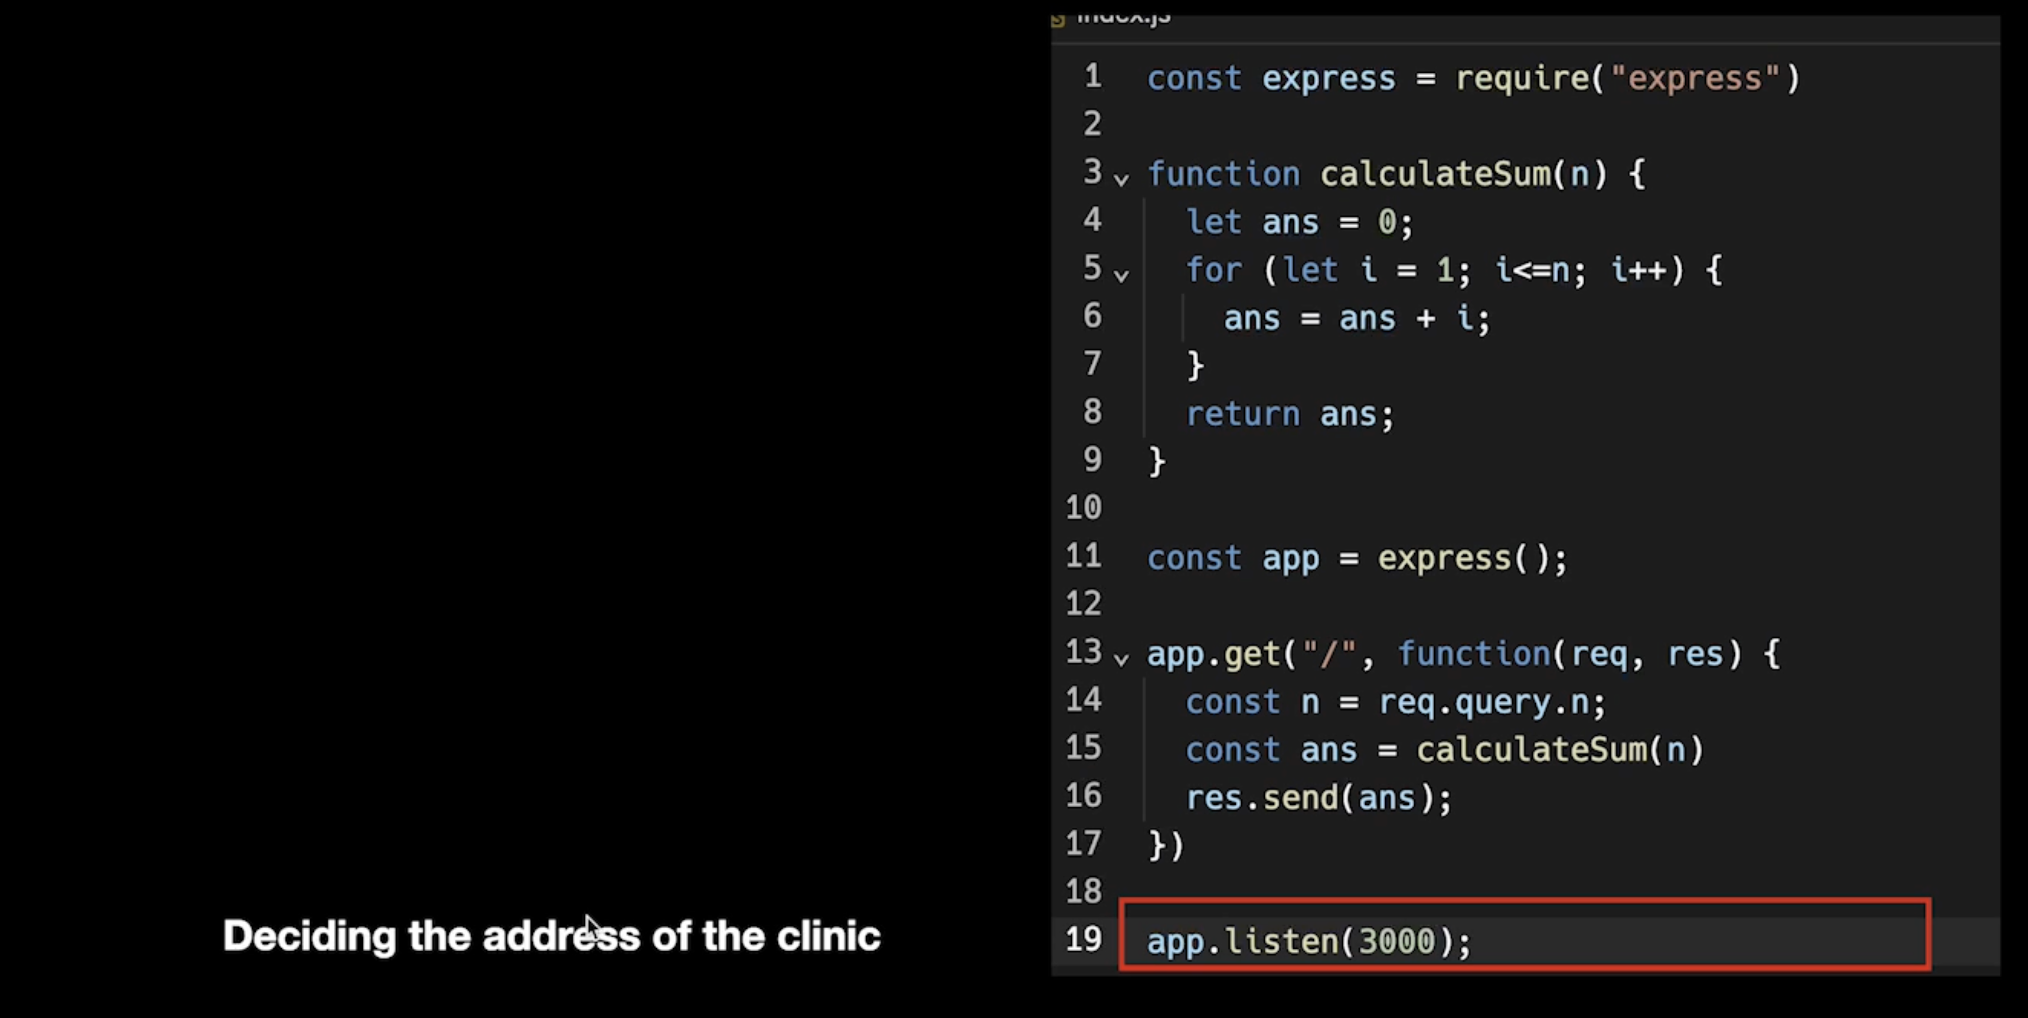 index.js
1 const express = require("express")
2
3 function calculateSum(n) {
4 let ans = 0;
5 for (let i = 1; i<=n; i++) {
6 ans = ans + i;
7 }
8 return ans;
9 }
10
11 const app = express();
12
13 app.get("/", function(req, res) {
14 const n = req.query.n;
15 const ans = calculateSum(n)
16 res.send(ans);
17 })
18
Deciding the address of the clinic
19 app.listen(3000);